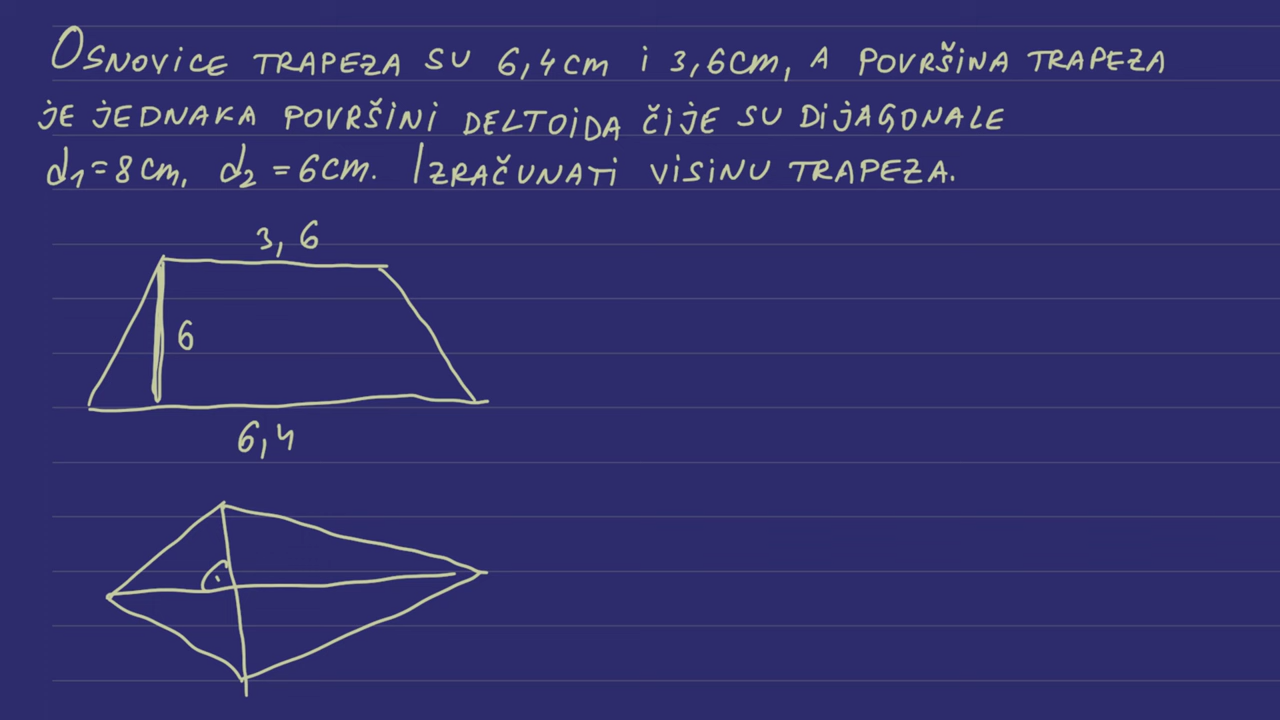 Osnovice trapeza su 6,4cm i 3,6cm, a površina trapeza
je jednaka površini deltoida čije su dijagonale
d₁=8cm, d₂=6cm. Izračunati visinu trapeza.
3,6
6
6,4